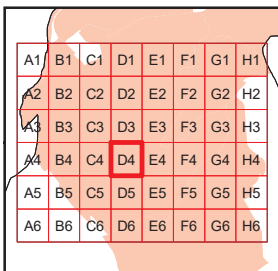 A1 B1 C1 D1 E1 F1 G1 H1
A2 B2 C2 D2 E2 F2 G2 H2
A3 B3 C3 D3 E3 F3 G3 H3
A4 B4 C4 D4 E4 F4 G4 H4
A5 B5 C5 D5 E5 F5 G5 H5
A6 B6 C6 D6 E6 F6 G6 H6